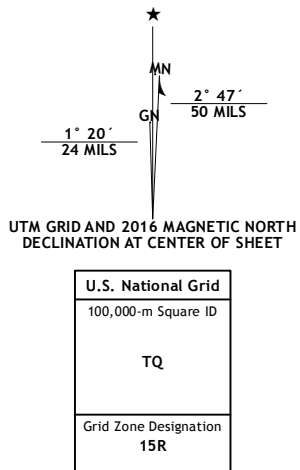 MN
GN
2° 47´
50 MILS
1° 20´
24 MILS
UTM GRID AND 2016 MAGNETIC NORTH
DECLINATION AT CENTER OF SHEET
U.S. National Grid
100,000-m Square ID
TQ
Grid Zone Designation
15R